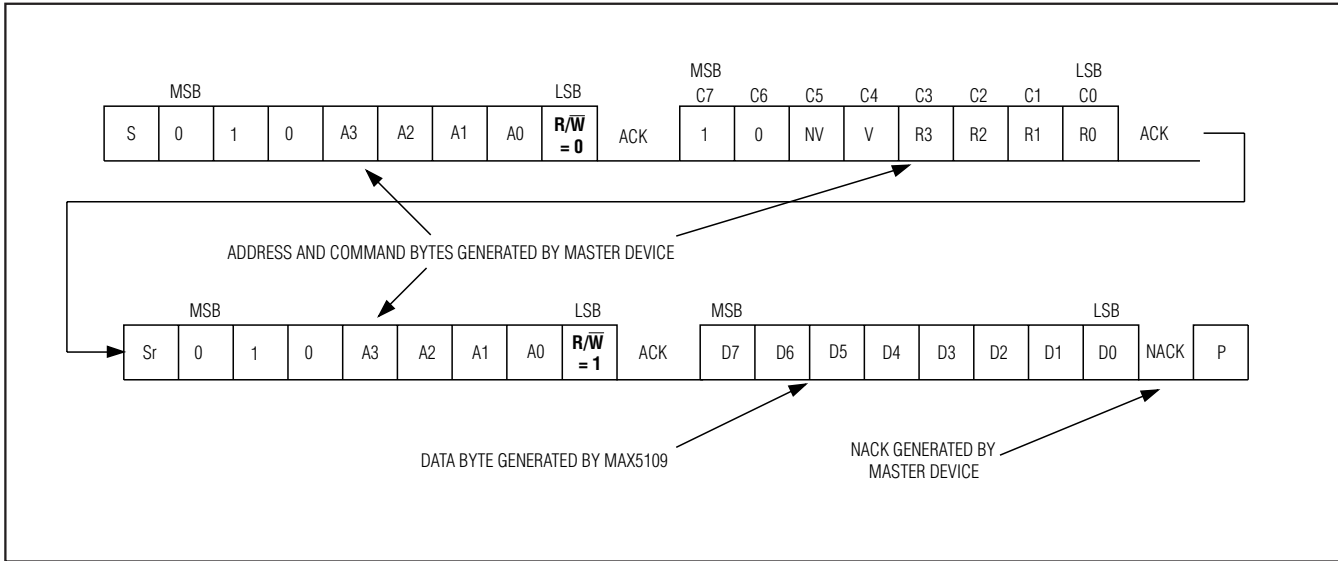 MSB LSB
MSB LSB
C7 C6 C5 C4 C3 C2 C1 C0
S 0 1 0 A3 A2 A1 A0 R/W̅ = 0 ACK 1 0 NV V R3 R2 R1 R0 ACK
ADDRESS AND COMMAND BYTES GENERATED BY MASTER DEVICE
MSB LSB MSB LSB
Sr 0 1 0 A3 A2 A1 A0 R/W̅ = 1 ACK D7 D6 D5 D4 D3 D2 D1 D0 NACK P
DATA BYTE GENERATED BY MAX5109
NACK GENERATED BY
MASTER DEVICE